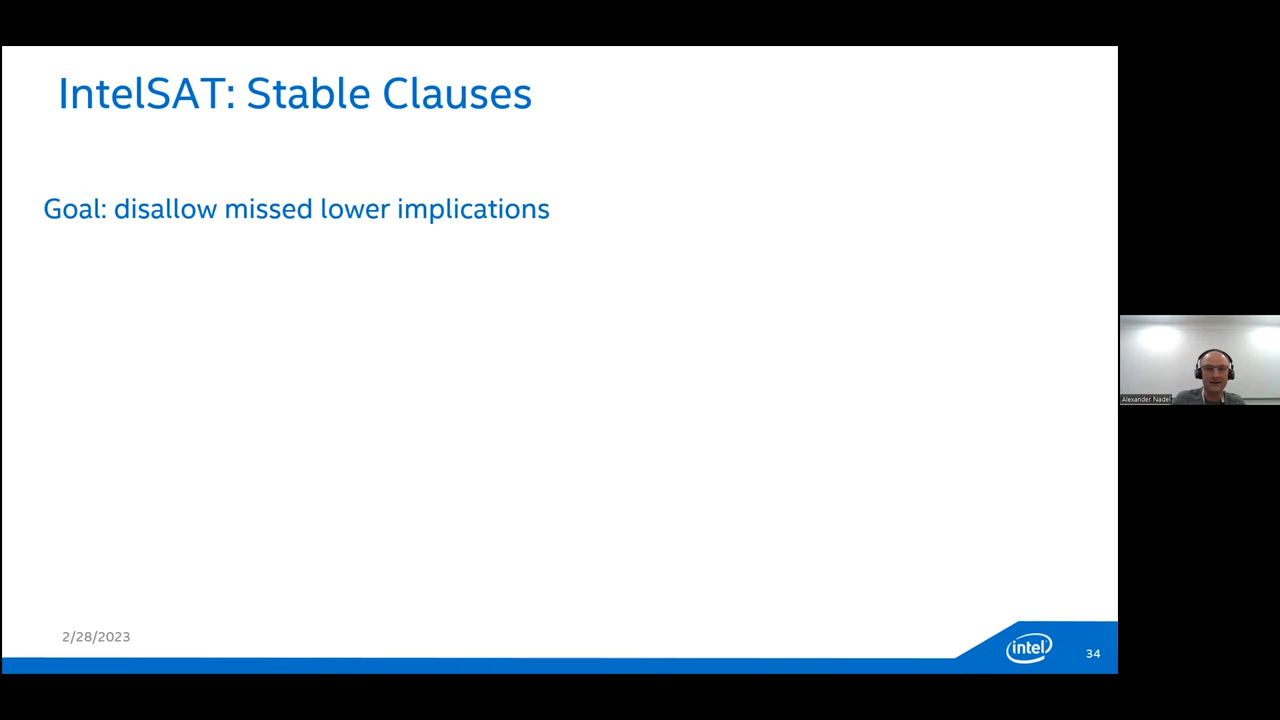 IntelSAT: Stable Clauses
Goal: disallow missed lower implications
Alexander Nadel
2/28/2023
intel
34